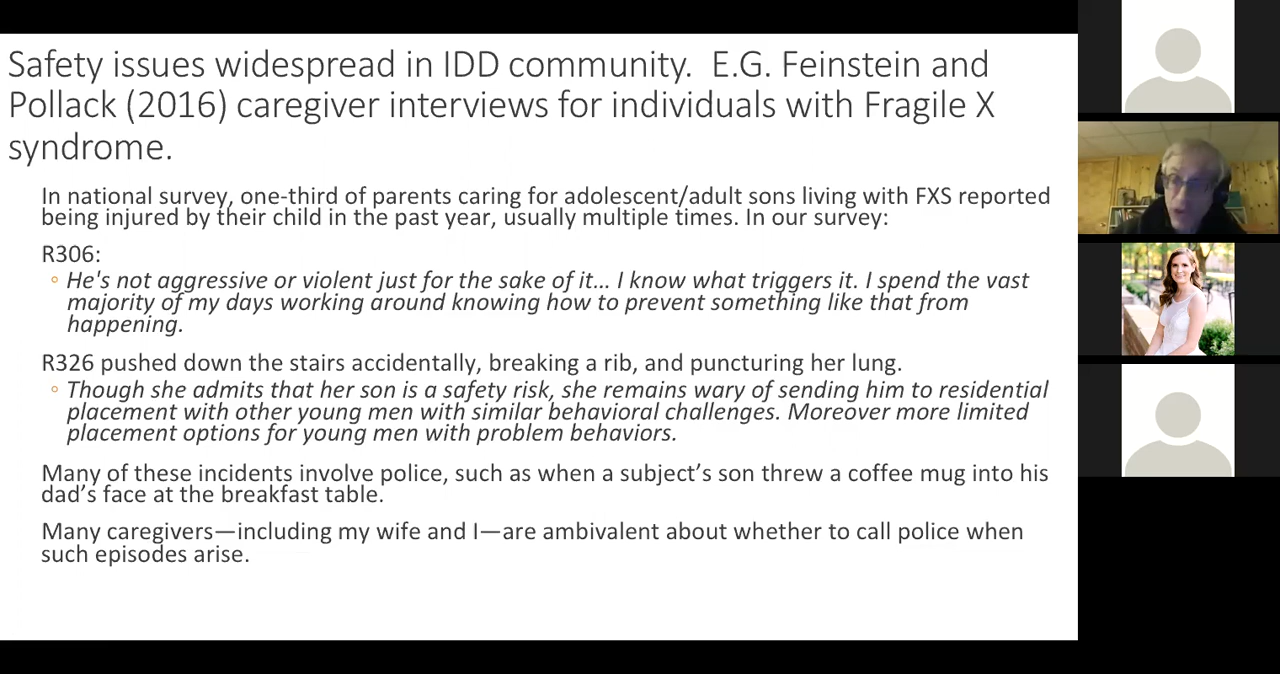 Safety issues widespread in IDD community.  E.G. Feinstein and
Pollack (2016) caregiver interviews for individuals with Fragile X
syndrome.
In national survey, one-third of parents caring for adolescent/adult sons living with FXS reported
being injured by their child in the past year, usually multiple times. In our survey:
R306:
◦ He's not aggressive or violent just for the sake of it… I know what triggers it. I spend the vast
majority of my days working around knowing how to prevent something like that from
happening.
R326 pushed down the stairs accidentally, breaking a rib, and puncturing her lung.
◦ Though she admits that her son is a safety risk, she remains wary of sending him to residential
placement with other young men with similar behavioral challenges. Moreover more limited
placement options for young men with problem behaviors.
Many of these incidents involve police, such as when a subject’s son threw a coffee mug into his
dad’s face at the breakfast table.
Many caregivers—including my wife and I—are ambivalent about whether to call police when
such episodes arise.